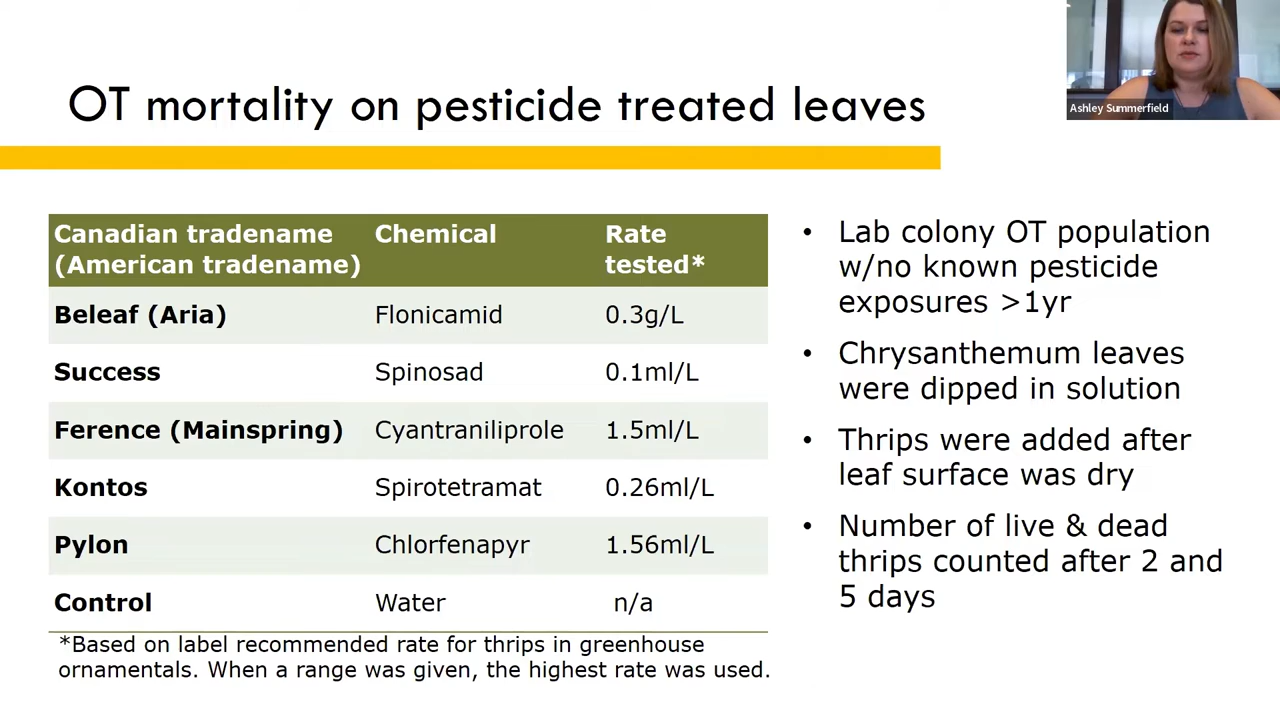 OT mortality on pesticide treated leaves
Ashley Summerfield
Canadian tradename
(American tradename)
Chemical
Rate
tested*
Beleaf (Aria) Flonicamid 0.3g/L
Success Spinosad 0.1ml/L
Ference (Mainspring) Cyantraniliprole 1.5ml/L
Kontos Spirotetramat 0.26ml/L
Pylon Chlorfenapyr 1.56ml/L
Control Water n/a
*Based on label recommended rate for thrips in greenhouse
ornamentals. When a range was given, the highest rate was used.
• Lab colony OT population
w/no known pesticide
exposures >1yr
• Chrysanthemum leaves
were dipped in solution
• Thrips were added after
leaf surface was dry
• Number of live & dead
thrips counted after 2 and
5 days